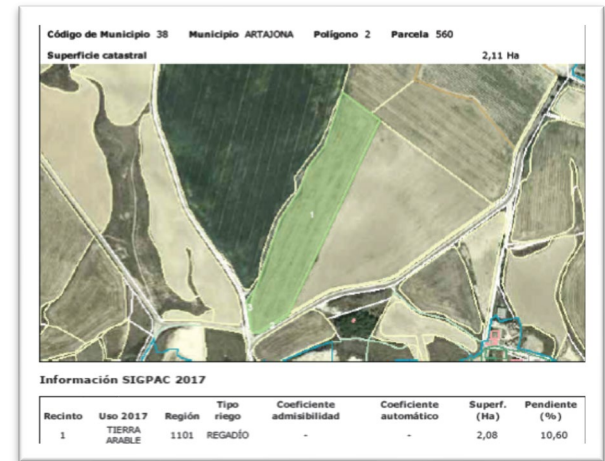 Código de Municipio 38 Municipio ARTAJONA Polígono 2 Parcela 560
Superficie catastral 2,11 Ha
1
Información SIGPAC 2017
Recinto Uso 2017 Región Tipo riego Coeficiente admisibilidad Coeficiente automático Superf. (Ha) Pendiente (%)
1 TIERRA ARABLE 1101 REGADÍO - - 2,08 10,60